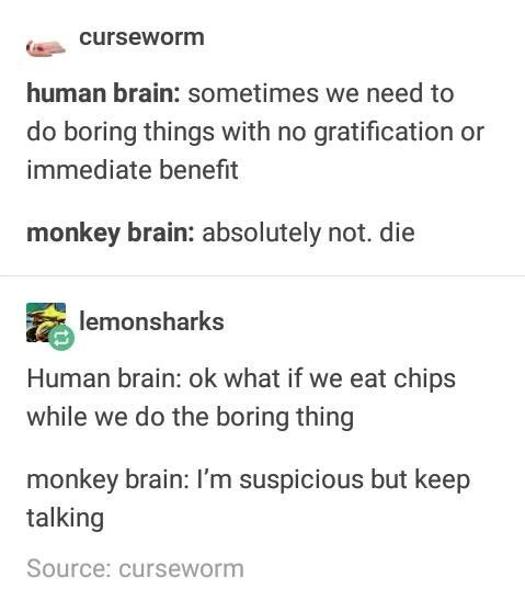 curseworm
human brain: sometimes we need to
do boring things with no gratification or
immediate benefit
monkey brain: absolutely not. die
lemonsharks
Human brain: ok what if we eat chips
while we do the boring thing
monkey brain: I’m suspicious but keep
talking
Source: curseworm